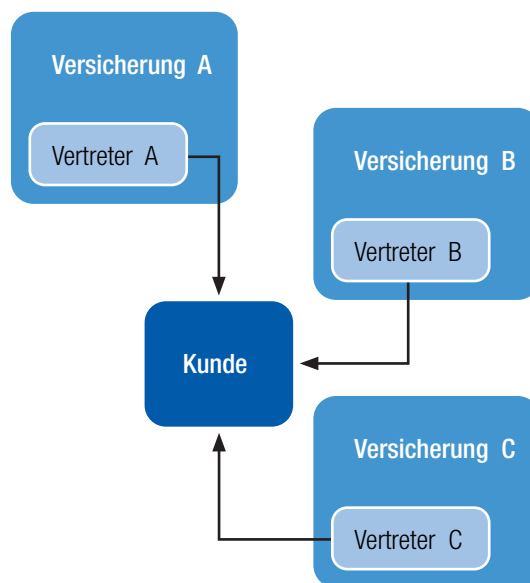 Versicherung A
Vertreter A
Versicherung B
Vertreter B
Kunde
Versicherung C
Vertreter C